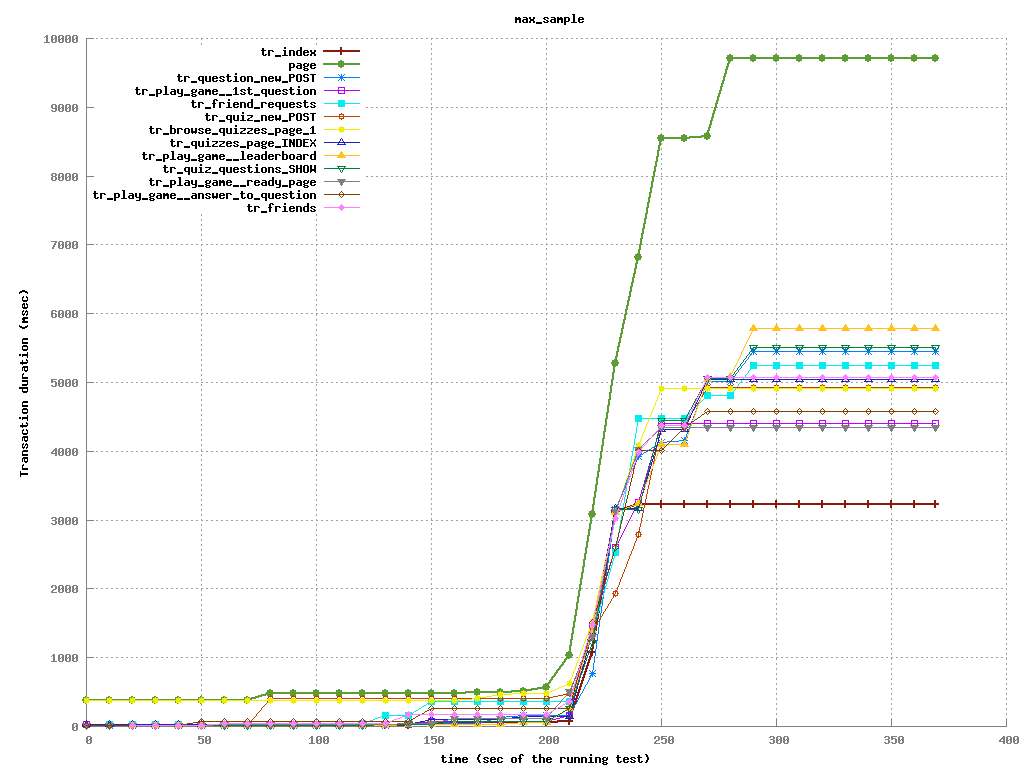 max_sample
10000
9000
8000
7000
6000
5000
4000
3000
2000
1000
0
Transaction duration (msec)
tr_index
page
tr_question_new_POST
tr_play_game__1st_question
tr_friend_requests
tr_quiz_new_POST
tr_browse_quizzes_page_1
tr_quizzes_page_INDEX
tr_play_game__leaderboard
tr_quiz_questions_SHOW
tr_play_game__ready_page
tr_play_game__answer_to_question
tr_friends
0 50 100 150 200 250 300 350 400
time (sec of the running test)